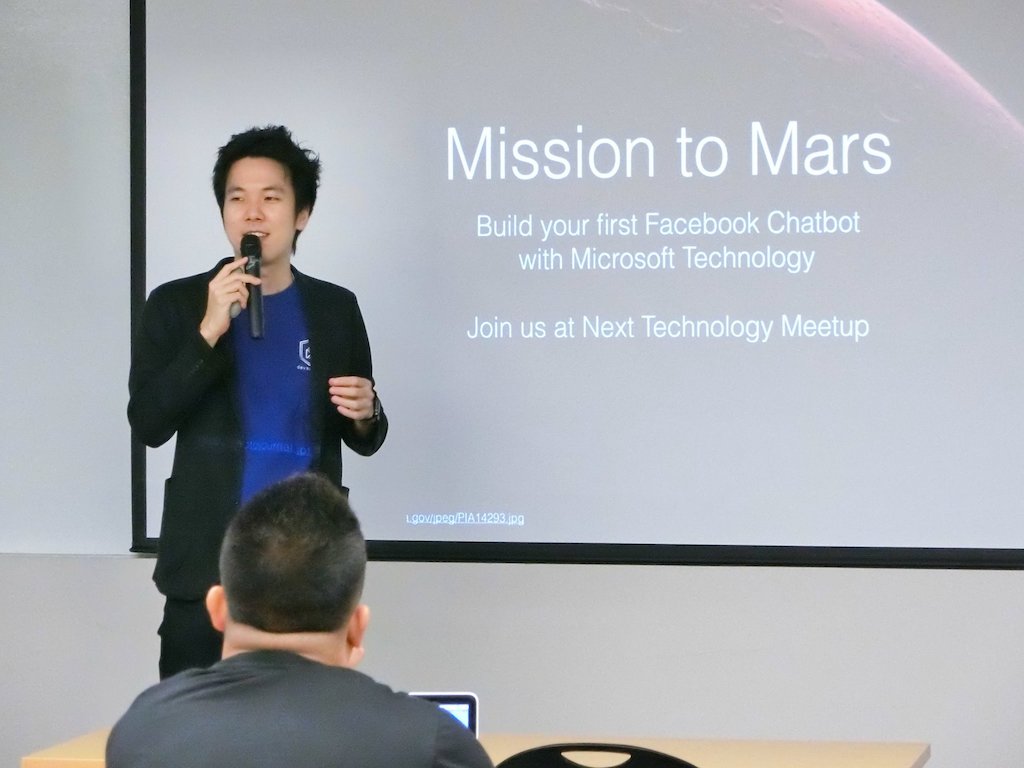 Mission to Mars
Build your first Facebook Chatbot
with Microsoft Technology
Join us at Next Technology Meetup
.gov/jpeg/PIA14293.jpg